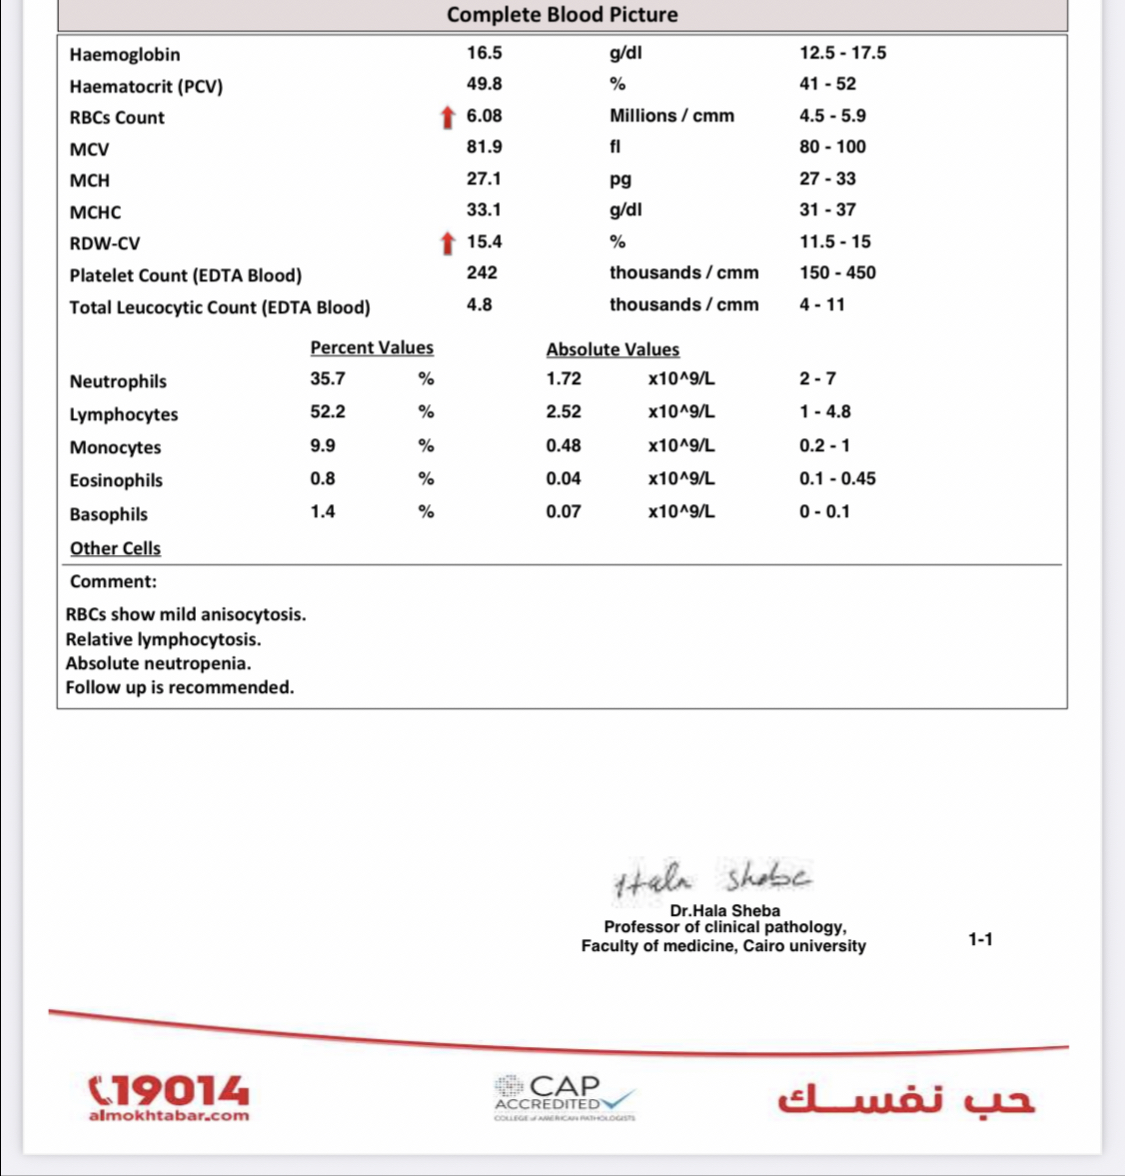 Complete Blood Picture
Haemoglobin 16.5 g/dl 12.5 - 17.5
Haematocrit (PCV) 49.8 % 41 - 52
RBCs Count 6.08 Millions / cmm 4.5 - 5.9
MCV 81.9 fl 80 - 100
MCH 27.1 pg 27 - 33
MCHC 33.1 g/dl 31 - 37
RDW-CV 15.4 % 11.5 - 15
Platelet Count (EDTA Blood) 242 thousands / cmm 150 - 450
Total Leucocytic Count (EDTA Blood) 4.8 thousands / cmm 4 - 11
Percent Values Absolute Values
Neutrophils 35.7 % 1.72 x10^9/L 2 - 7
Lymphocytes 52.2 % 2.52 x10^9/L 1 - 4.8
Monocytes 9.9 % 0.48 x10^9/L 0.2 - 1
Eosinophils 0.8 % 0.04 x10^9/L 0.1 - 0.45
Basophils 1.4 % 0.07 x10^9/L 0 - 0.1
Other Cells
Comment:
RBCs show mild anisocytosis.
Relative lymphocytosis.
Absolute neutropenia.
Follow up is recommended.
Hala Sheba
Dr.Hala Sheba
Professor of clinical pathology,
Faculty of medicine, Cairo university
1-1
19014
almokhtabar.com
CAP
ACCREDITED
COLLEGE of AMERICAN PATHOLOGISTS
حب نفسك